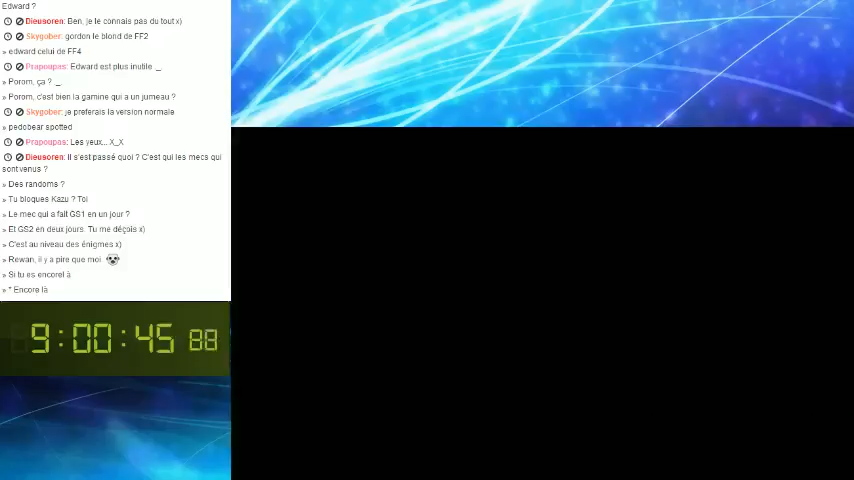 Edward ?
Dieusoren: Ben, je le connais pas du tout x)
Skygober: gordon le blond de FF2
» edward celui de FF4
Prapoupas: Edward est plus inutile ._.
» Porom, ça ? ._.
» Porom, c'est bien la gamine qui a un jumeau ?
Skygober: je preferais la version normale
» pedobear spotted
Prapoupas: Les yeux... X_X
Dieusoren: Il s'est passé quoi ? C'est qui les mecs qui
sont venus ?
» Des randoms ?
» Tu bloques Kazu ? Toi
» Le mec qui a fait GS1 en un jour ?
» Et GS2 en deux jours. Tu me déçois x)
» C'est au niveau des énigmes x)
» Rewan, il y a pire que moi
» Si tu es encorel à
» * Encore là
9:00:45 88